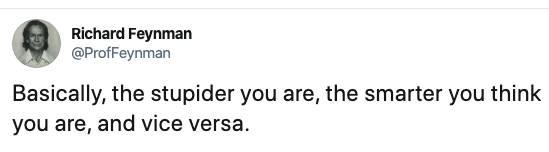 Richard Feynman
@ProfFeynman
Basically, the stupider you are, the smarter you think
you are, and vice versa.